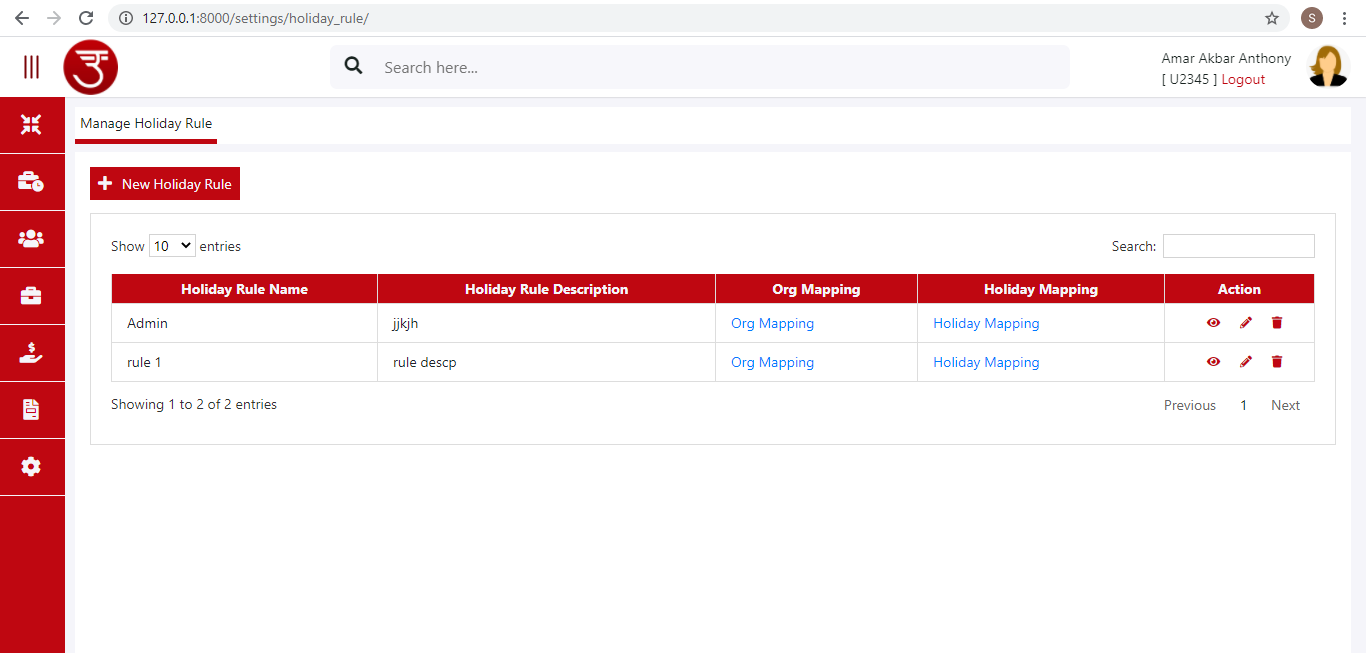 127.0.0.1:8000/settings/holiday_rule/
S
Search here...
Amar Akbar Anthony
[ U2345 ] Logout
Manage Holiday Rule
New Holiday Rule
Show 10 entries
Search:
Holiday Rule Name Holiday Rule Description Org Mapping Holiday Mapping Action
Admin jjkjh Org Mapping Holiday Mapping
rule 1 rule descp Org Mapping Holiday Mapping
Showing 1 to 2 of 2 entries
Previous 1 Next